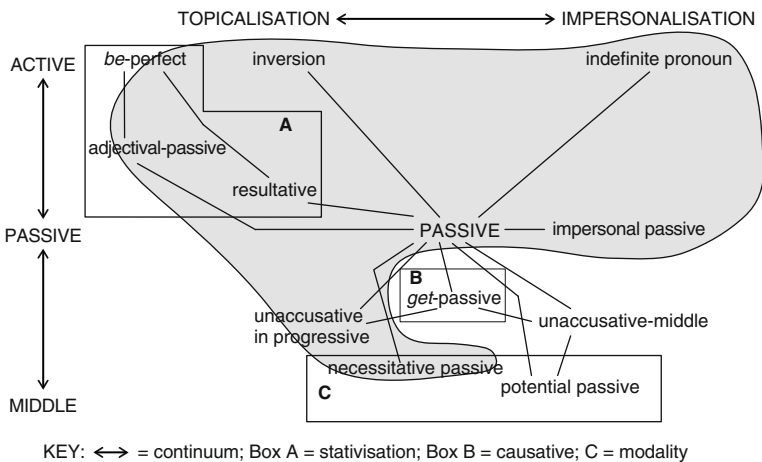 TOPICALISATION IMPERSONALISATION
ACTIVE be-perfect inversion indefinite pronoun
A
adjectival-passive
resultative
PASSIVE PASSIVE impersonal passive
B
get-passive
unaccusative
in progressive
unaccusative-middle
necessitative passive
C
potential passive
MIDDLE
KEY: ↔ = continuum; Box A = stativisation; Box B = causative; C = modality